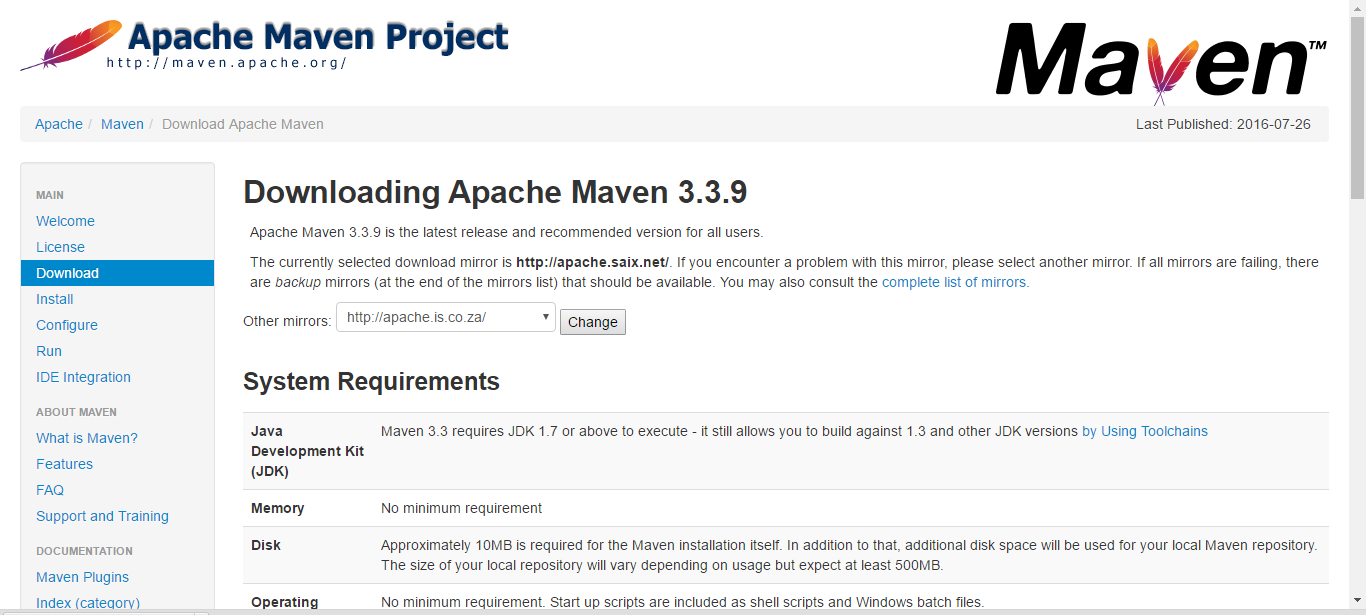 Apache Maven Project
http://maven.apache.org/
Maven™
Apache / Maven / Download Apache Maven
Last Published: 2016-07-26
MAIN
Welcome
License
Download
Install
Configure
Run
IDE Integration
ABOUT MAVEN
What is Maven?
Features
FAQ
Support and Training
DOCUMENTATION
Maven Plugins
Index (category)
Downloading Apache Maven 3.3.9
Apache Maven 3.3.9 is the latest release and recommended version for all users.
The currently selected download mirror is http://apache.saix.net/. If you encounter a problem with this mirror, please select another mirror. If all mirrors are failing, there
are backup mirrors (at the end of the mirrors list) that should be available. You may also consult the complete list of mirrors.
Other mirrors: http://apache.is.co.za/ Change
System Requirements
Java
Development Kit
(JDK)
Maven 3.3 requires JDK 1.7 or above to execute - it still allows you to build against 1.3 and other JDK versions by Using Toolchains
Memory
No minimum requirement
Disk
Approximately 10MB is required for the Maven installation itself. In addition to that, additional disk space will be used for your local Maven repository.
The size of your local repository will vary depending on usage but expect at least 500MB.
Operating
No minimum requirement. Start up scripts are included as shell scripts and Windows batch files.